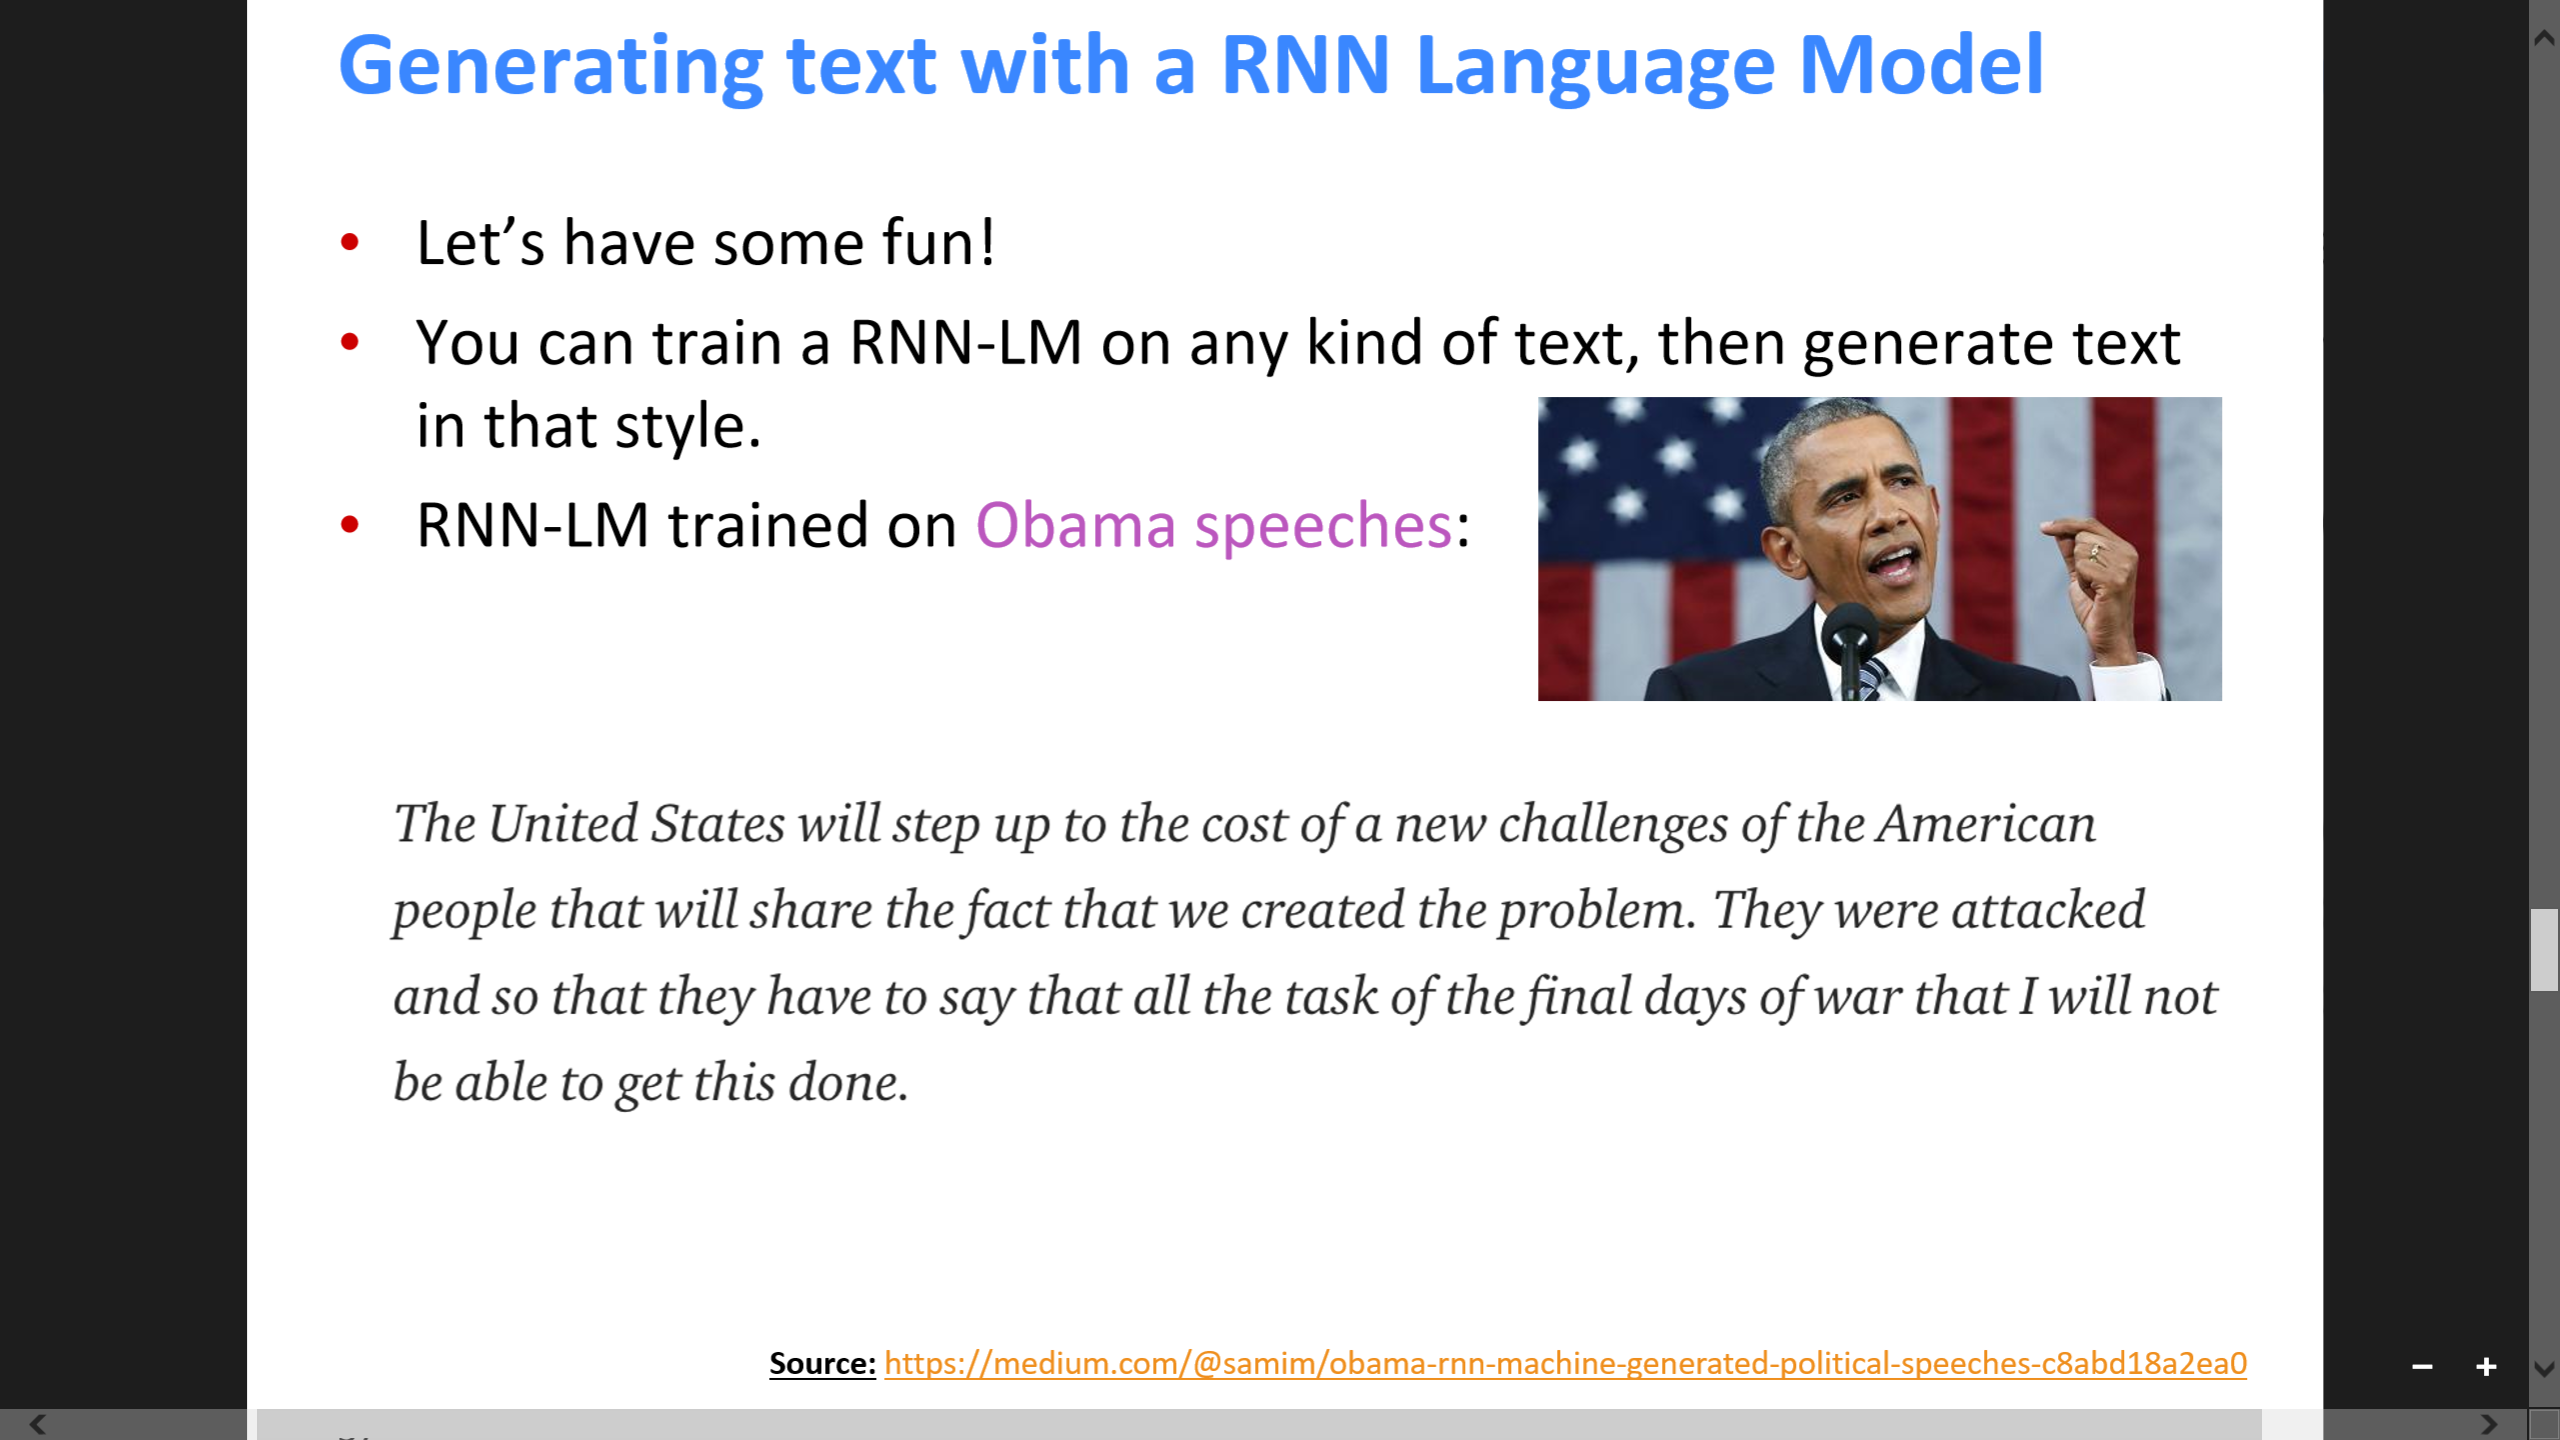 Generating text with a RNN Language Model
• Let’s have some fun!
• You can train a RNN-LM on any kind of text, then generate text
in that style.
• RNN-LM trained on Obama speeches:
The United States will step up to the cost of a new challenges of the American
people that will share the fact that we created the problem. They were attacked
and so that they have to say that all the task of the final days of war that I will not
be able to get this done.
Source: https://medium.com/@samim/obama-rnn-machine-generated-political-speeches-c8abd18a2ea0